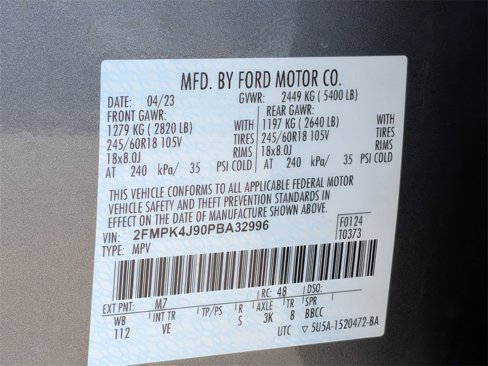 MFD. BY FORD MOTOR CO.
DATE: 04/23 GVWR: 2449 KG ( 5400 LB)
FRONT GAWR: REAR GAWR:
1279 KG ( 2820 LB) WITH 1197 KG ( 2640 LB) WITH
245/60R18 105V TIRES 245/60R18 105V TIRES
18x8.0J RIMS 18x8.0J RIMS
AT 240 kPa/ 35 PSI COLD AT 240 kPa/ 35 PSI COLD
THIS VEHICLE CONFORMS TO ALL APPLICABLE FEDERAL MOTOR
VEHICLE SAFETY AND THEFT PREVENTION STANDARDS IN
EFFECT ON THE DATE OF MANUFACTURE SHOWN ABOVE.
VIN: 2FMPK4J90PBA32996 F0124
TYPE: MPV T0373
EXT PNT: M7 RC: 48 DSO:
WB INT TR TP/PS R AXLE TR SPR
112 VE S 3K 8 BBCC
UTC ▽ 5U5A-1520472-BA